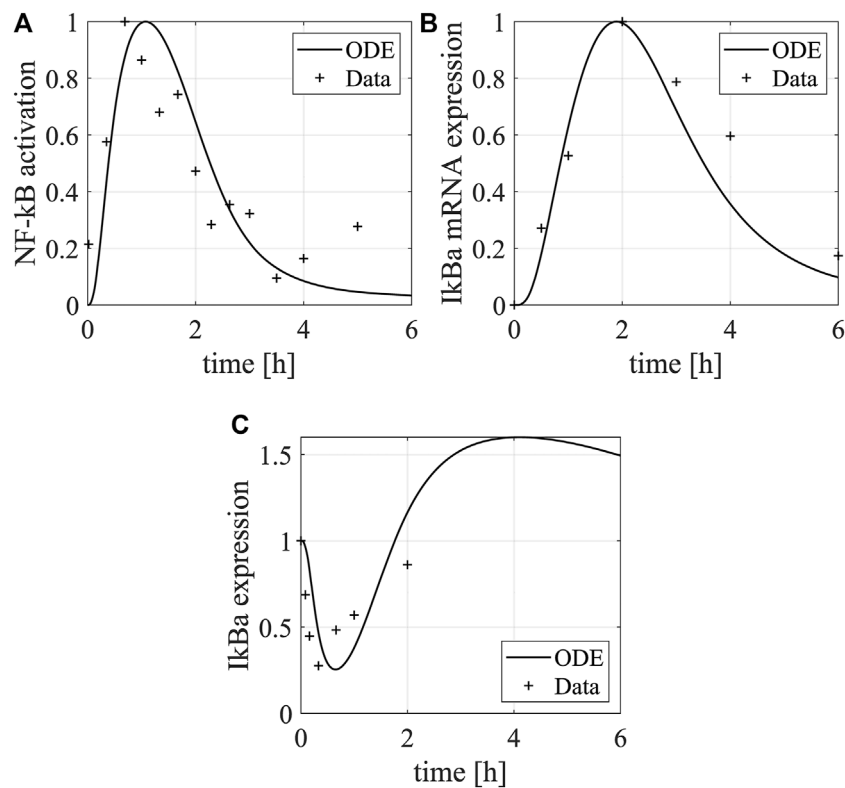 A
NF-kB activation
1
0.8
0.6
0.4
0.2
0
0 2 4 6
time [h]
ODE
Data
B
IkBa mRNA expression
1
0.8
0.6
0.4
0.2
0
0 2 4 6
time [h]
ODE
Data
C
IkBa expression
1.5
1
0.5
0
0 2 4 6
time [h]
ODE
Data